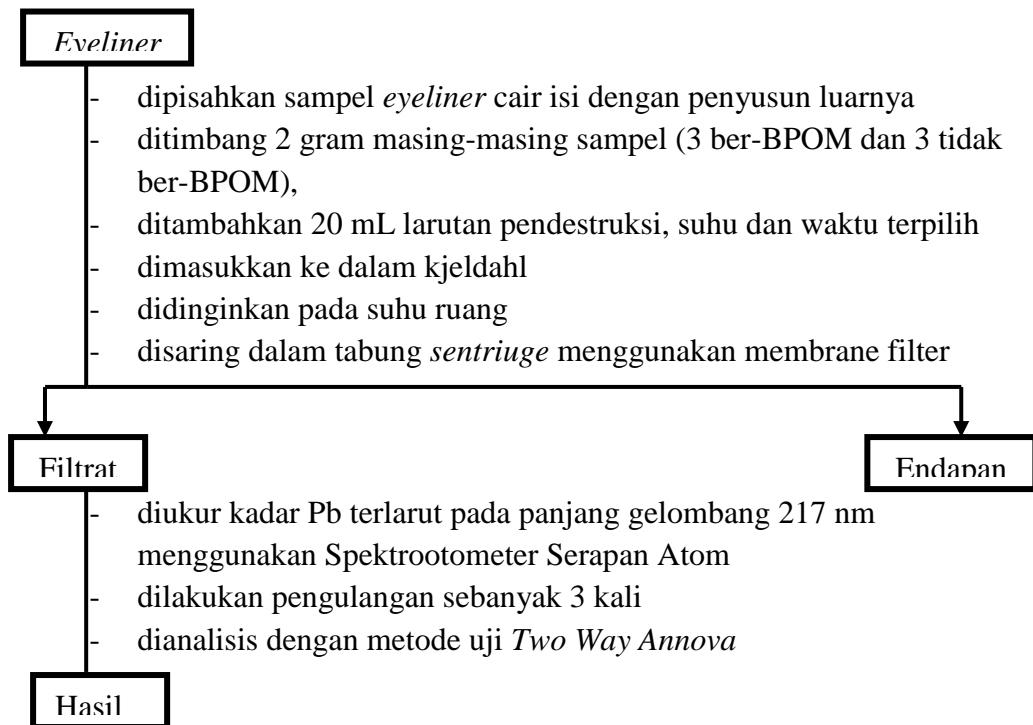 Eyeliner
- dipisahkan sampel eyeliner cair isi dengan penyusun luarnya
- ditimbang 2 gram masing-masing sampel (3 ber-BPOM dan 3 tidak
ber-BPOM),
- ditambahkan 20 mL larutan pendestruksi, suhu dan waktu terpilih
- dimasukkan ke dalam kjeldahl
- didinginkan pada suhu ruang
- disaring dalam tabung sentriuge menggunakan membrane filter
Filtrat
Endapan
- diukur kadar Pb terlarut pada panjang gelombang 217 nm
menggunakan Spektrootometer Serapan Atom
- dilakukan pengulangan sebanyak 3 kali
- dianalisis dengan metode uji Two Way Annova
Hasil